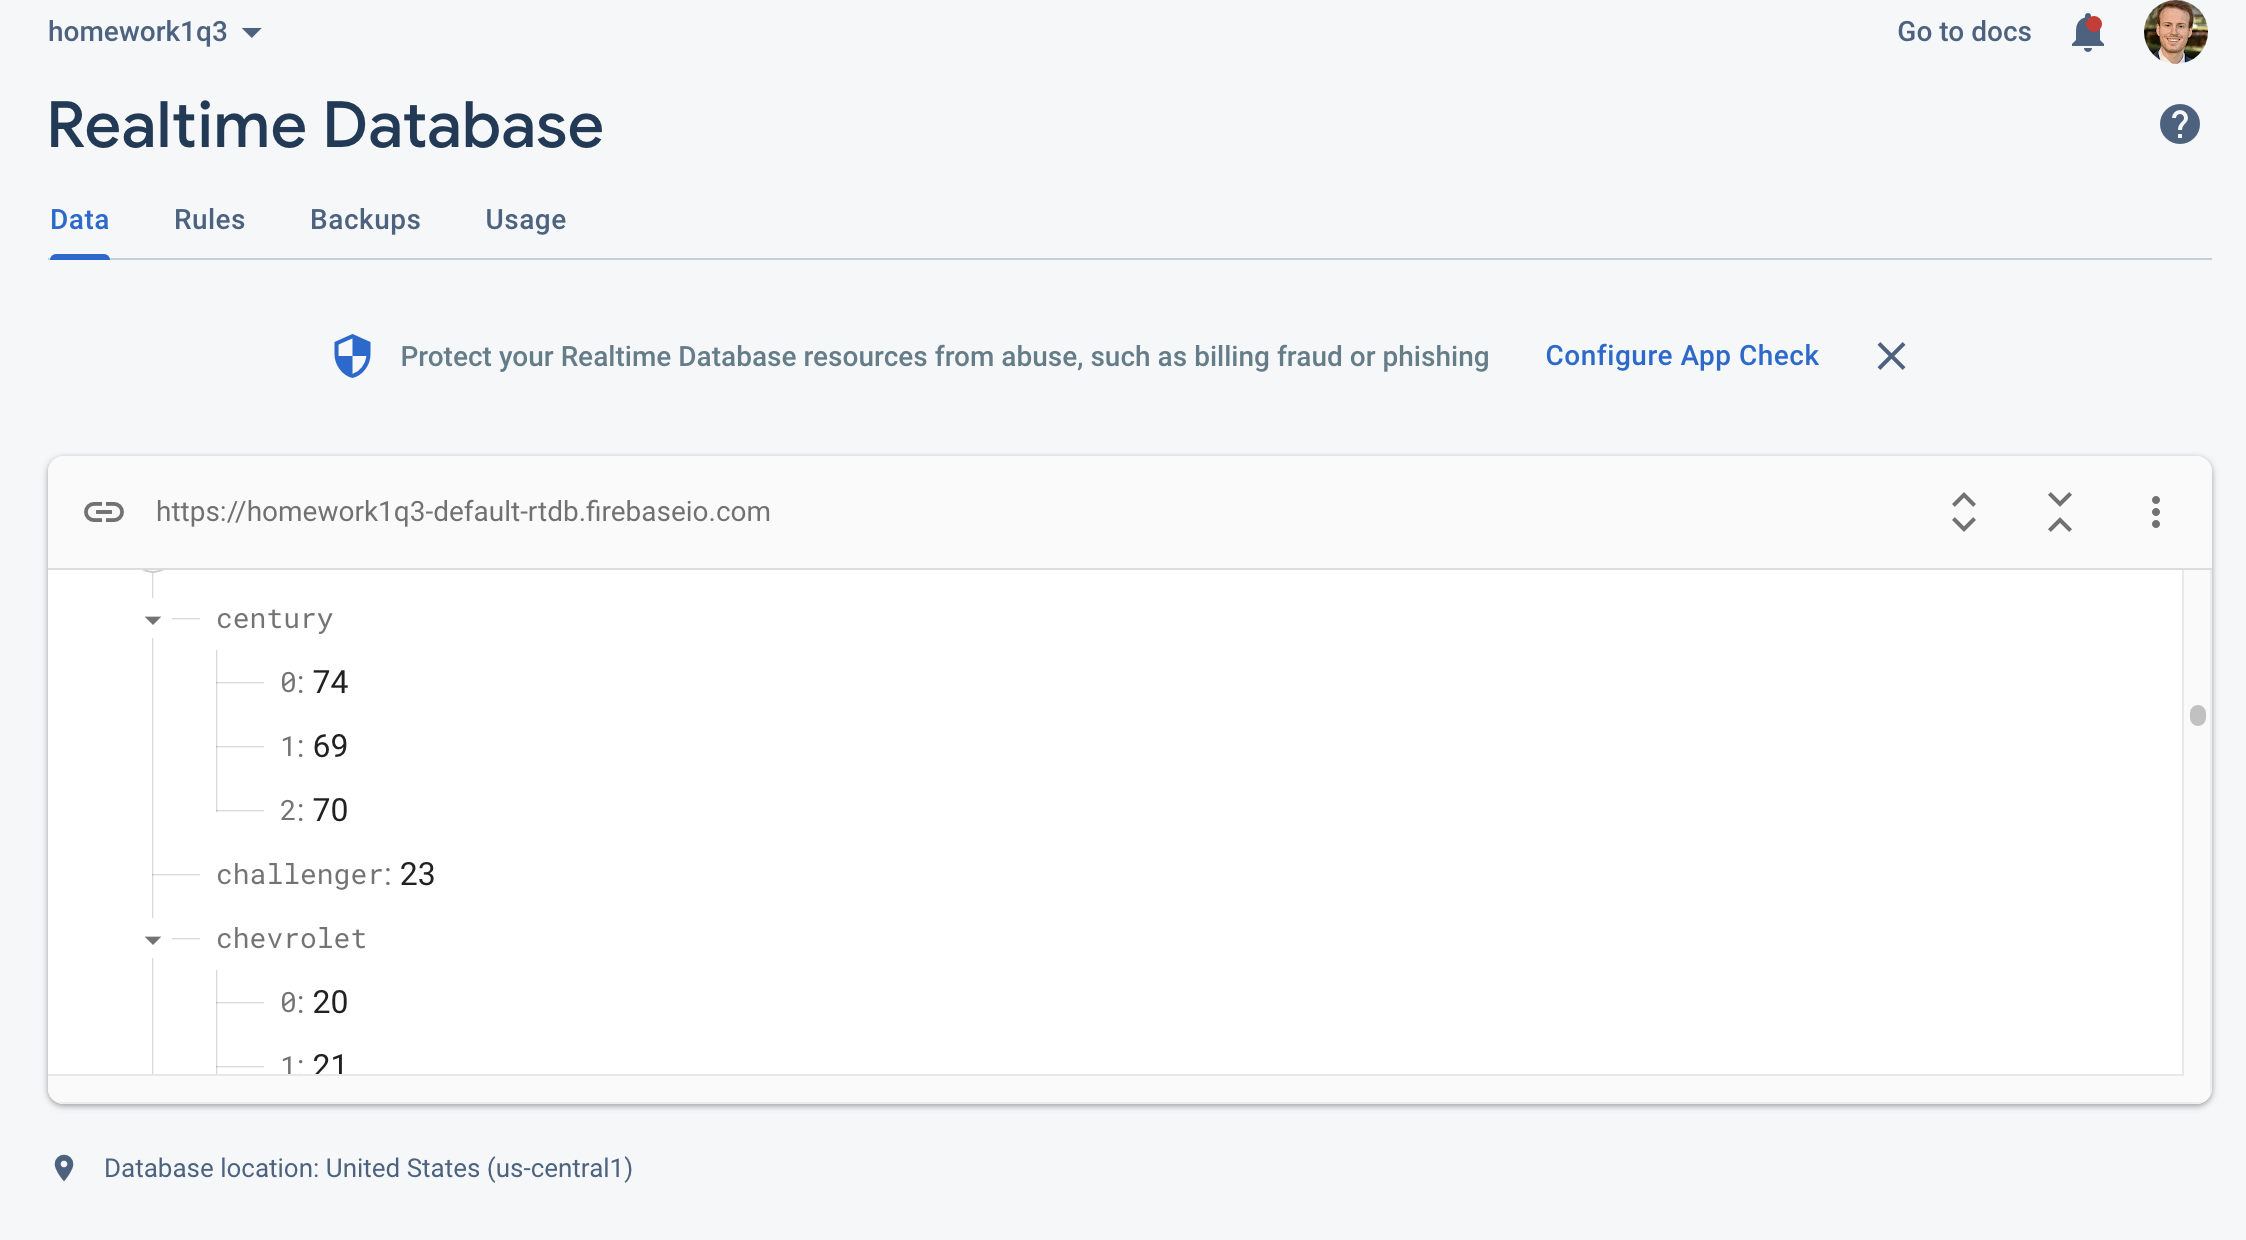 homework1q3
Go to docs
Realtime Database
?
Data
Rules
Backups
Usage
Protect your Realtime Database resources from abuse, such as billing fraud or phishing
Configure App Check
https://homework1q3-default-rtdb.firebaseio.com
century
0: 74
1: 69
2: 70
challenger: 23
chevrolet
0: 20
1: 21
Database location: United States (us-central1)